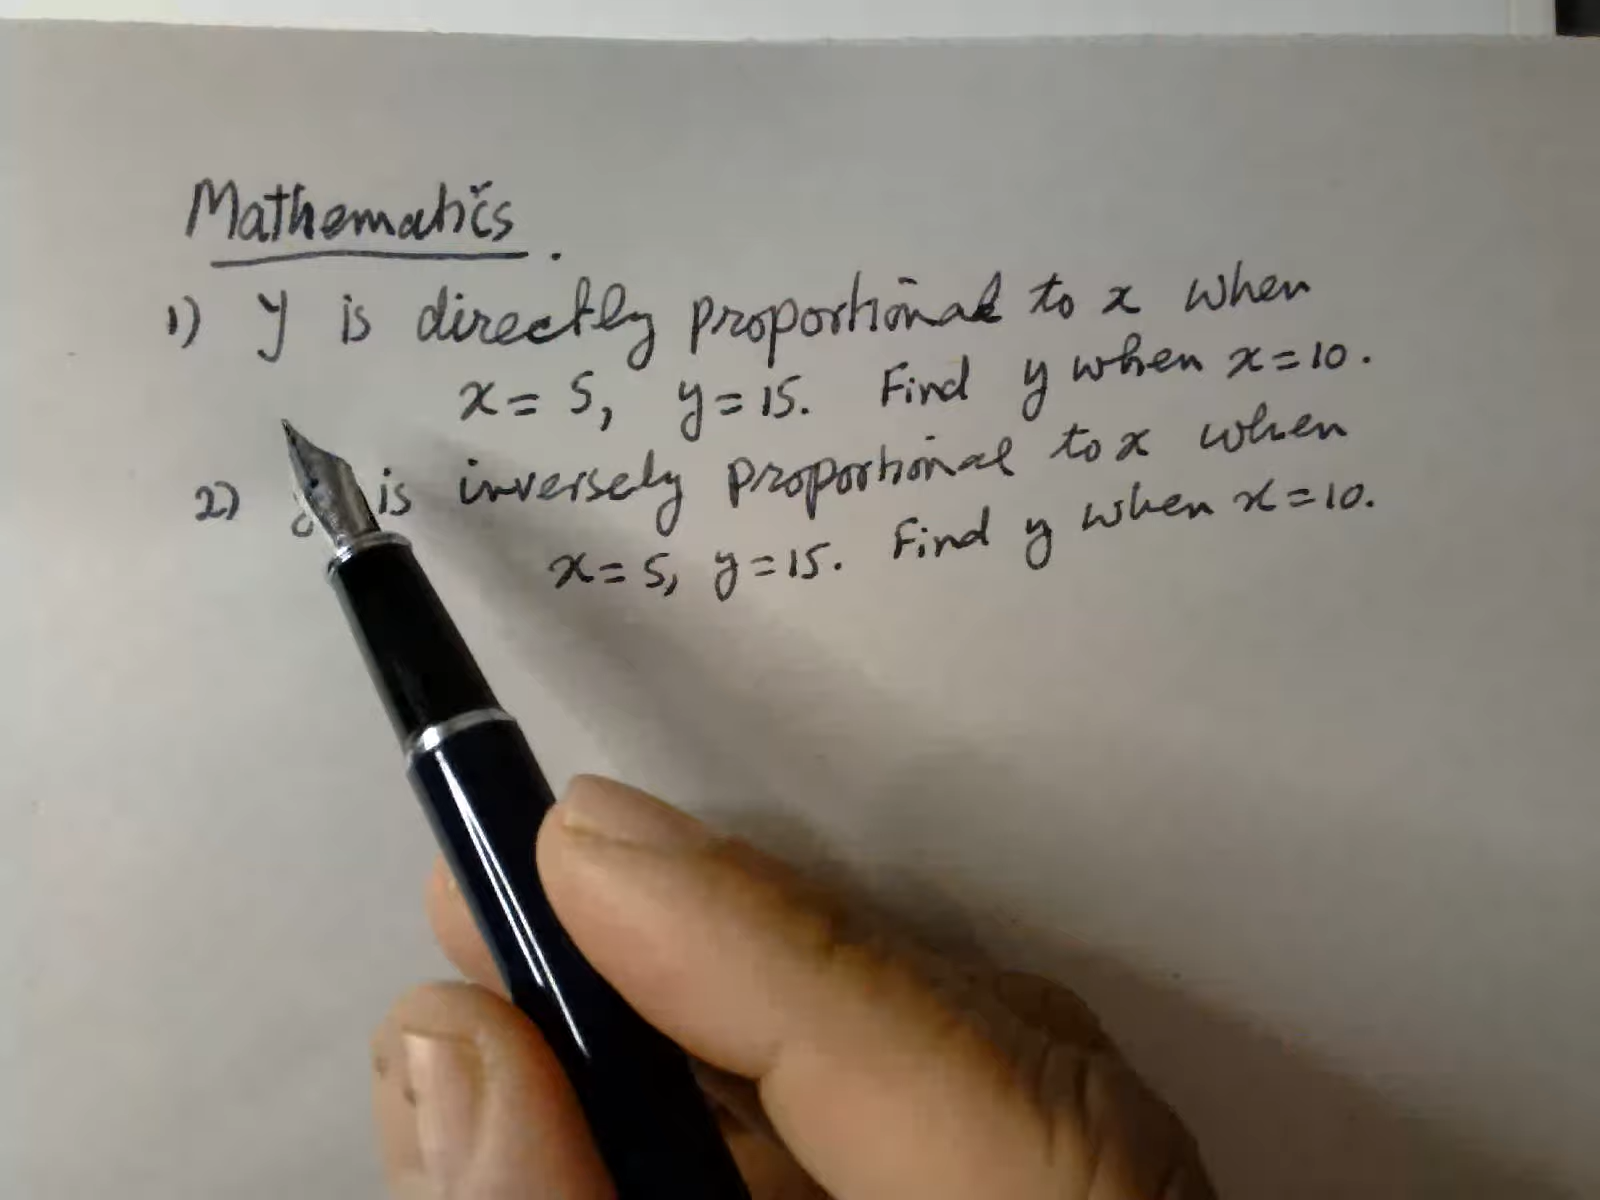 Mathematics.
1) y is directly proportional to x when
x = 5, y = 15. Find y when x = 10.
2) is inversely proportional to x when
x = 5, y = 15. Find y when x = 10.